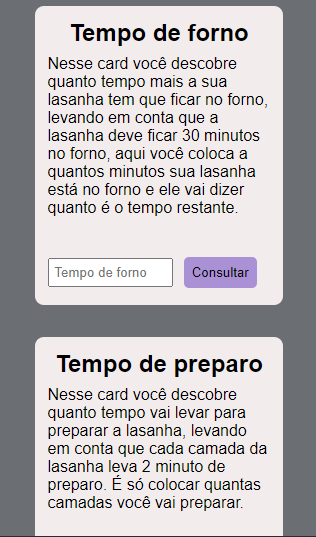 Tempo de forno
Nesse card você descobre
quanto tempo mais a sua
lasanha tem que ficar no forno,
levando em conta que a
lasanha deve ficar 30 minutos
no forno, aqui você coloca a
quantos minutos sua lasanha
está no forno e ele vai dizer
quanto é o tempo restante.
Tempo de forno
Consultar
Tempo de preparo
Nesse card você descobre
quanto tempo vai levar para
preparar a lasanha, levando
em conta que cada camada da
lasanha leva 2 minuto de
preparo. É só colocar quantas
camadas você vai preparar.